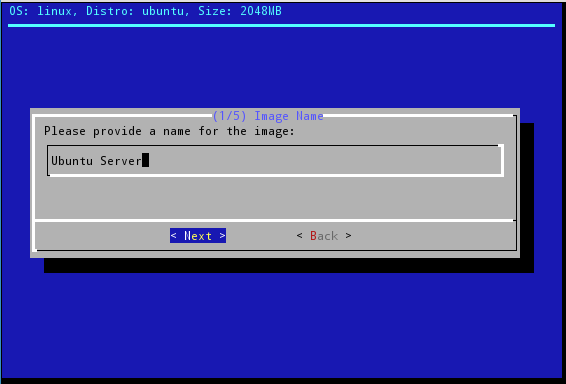 OS: linux, Distro: ubuntu, Size: 2048MB
(1/5) Image Name
Please provide a name for the image:
Ubuntu Server
< Next > < Back >